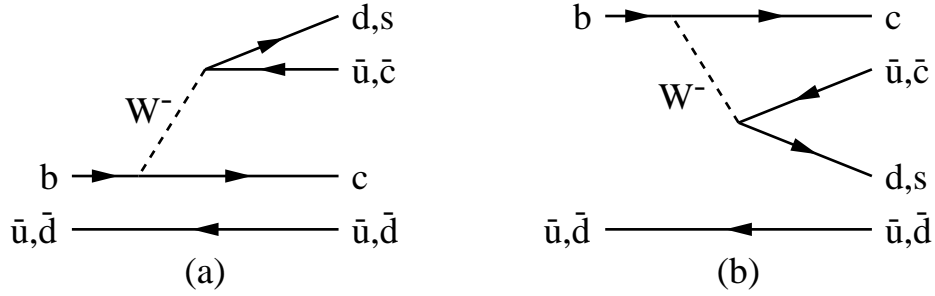 d,s
ū,c̄
W⁻
b
c
ū,d̄
ū,d̄
(a)
b
c
ū,c̄
W⁻
d,s
ū,d̄
ū,d̄
(b)